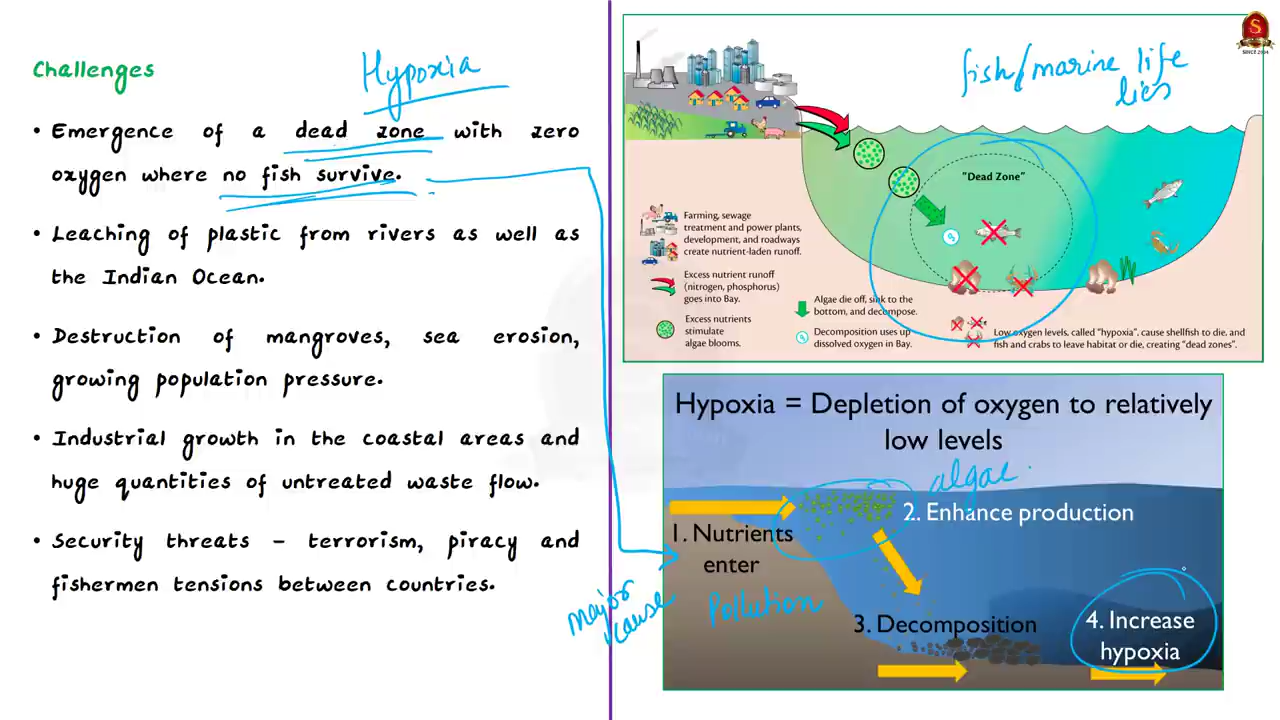 Challenges
Hypoxia
• Emergence of a dead zone with zero
oxygen where no fish survive.
• Leaching of plastic from rivers as well as
the Indian Ocean.
• Destruction of mangroves, sea erosion,
growing population pressure.
• Industrial growth in the coastal areas and
huge quantities of untreated waste flow.
• Security threats – terrorism, piracy and
fishermen tensions between countries.
S
SINCE 2004
fish/marine life
lies
"Dead Zone"
O₂
Farming, sewage
treatment and power plants,
development, and roadways
create nutrient-laden runoff.
Excess nutrient runoff
(nitrogen, phosphorus)
goes into Bay.
Excess nutrients
stimulate
algae blooms.
Algae die off, sink to the
bottom, and decompose.
O₂
Decomposition uses up
dissolved oxygen in Bay.
Low oxygen levels, called "hypoxia", cause shellfish to die, and
fish and crabs to leave habitat or die, creating "dead zones".
Hypoxia = Depletion of oxygen to relatively
low levels
algae
2. Enhance production
1. Nutrients
enter
Pollution
major
cause
3. Decomposition
4. Increase
hypoxia